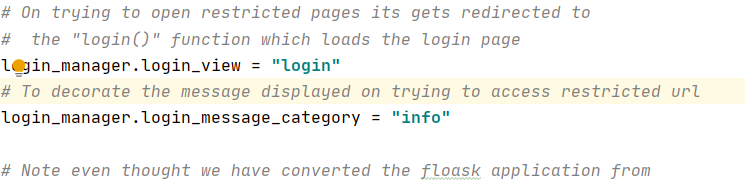 # On trying to open restricted pages its gets redirected to
#  the "login()" function which loads the login page
login_manager.login_view = "login"
# To decorate the message displayed on trying to access restricted url
login_manager.login_message_category = "info"
# Note even thought we have converted the floask application from